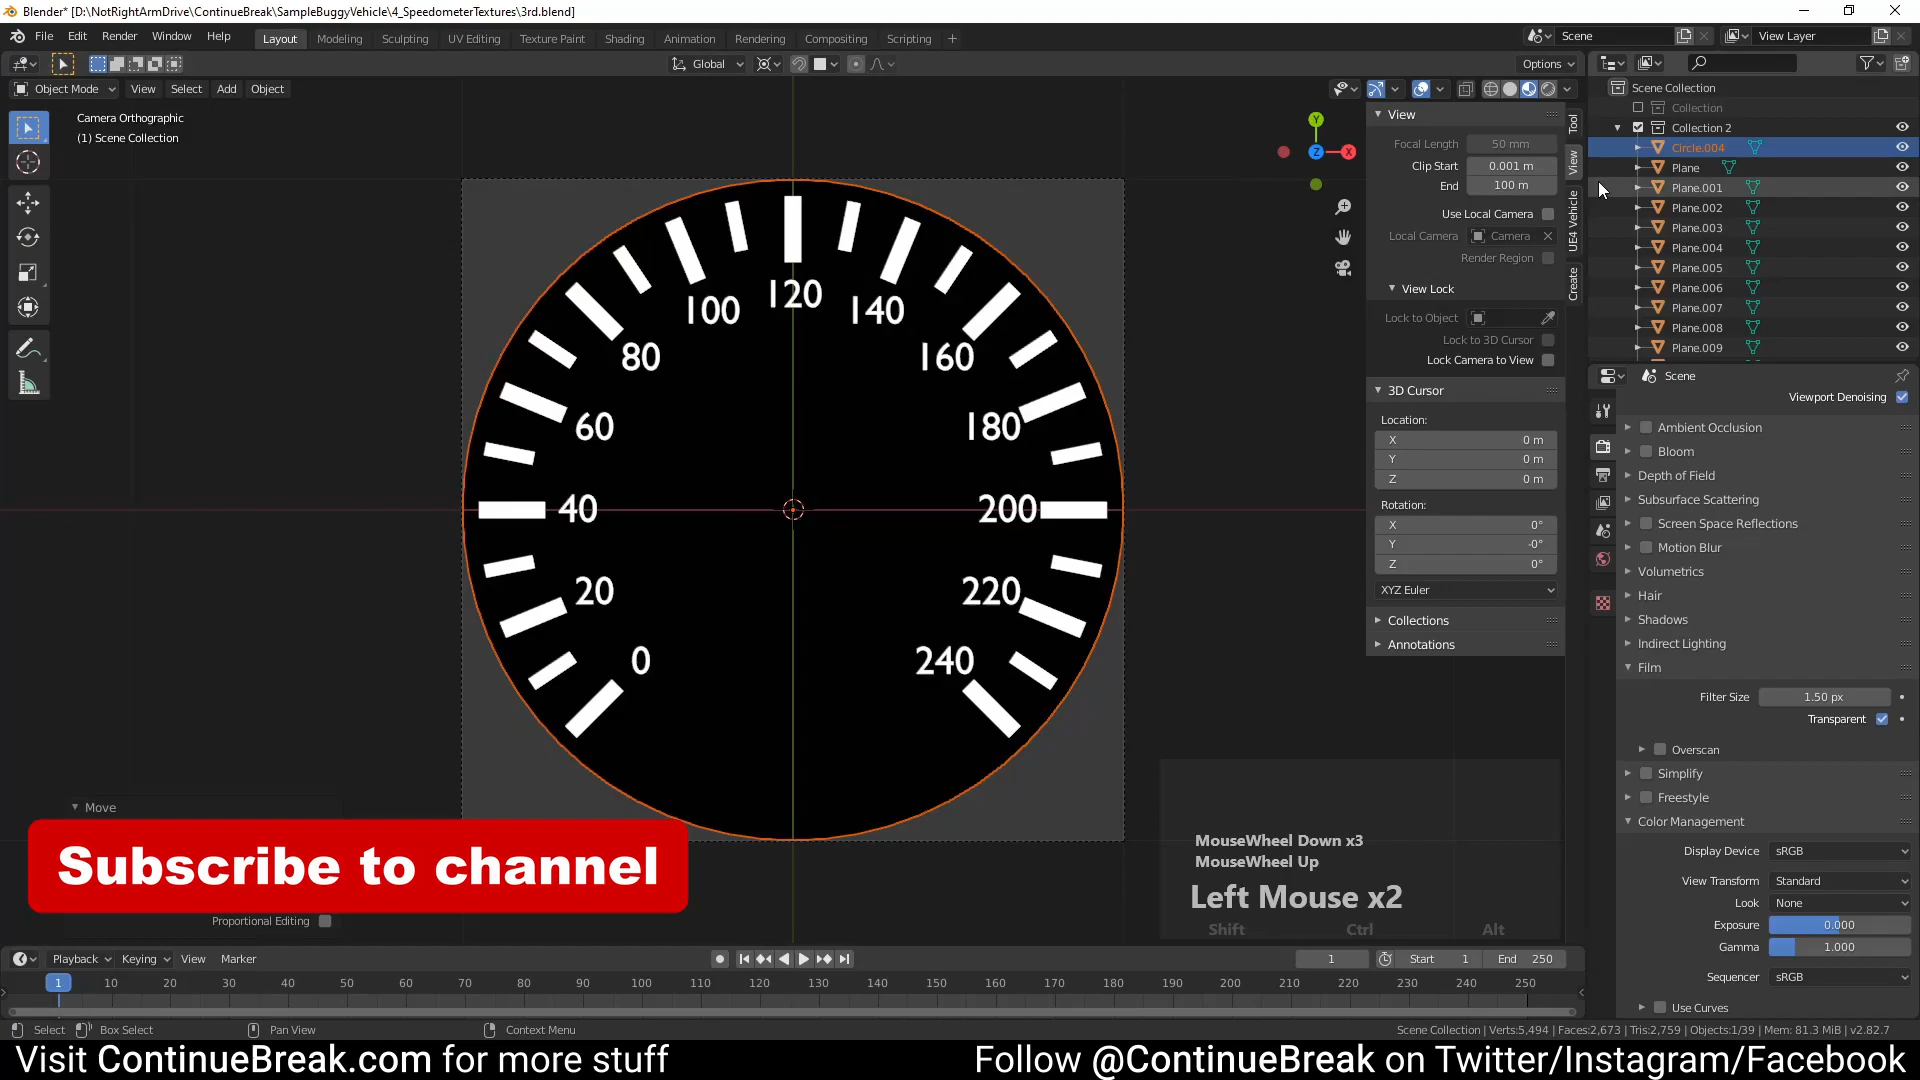 Blender* [D:\NotRightArmDrive\ContinueBreak\SampleBuggyVehicle\4_SpeedometerTextures\3rd.blend]
File Edit Render Window Help Layout Modeling Sculpting UV Editing Texture Paint Shading Animation Rendering Compositing Scripting + Scene View Layer
Global Options
Object Mode View Select Add Object
Camera Orthographic
(1) Scene Collection
Y
Z X
100 120 140
80 160
60 180
40 200
20 220
0 240
View
Focal Length 50 mm
Clip Start 0.001 m
End 100 m
Use Local Camera
Local Camera Camera
Render Region
View Lock
Lock to Object
Lock to 3D Cursor
Lock Camera to View
3D Cursor
Location:
X 0 m
Y 0 m
Z 0 m
Rotation:
X 0°
Y -0°
Z 0°
XYZ Euler
Collections
Annotations
Tool
View
UE4 Vehicle
Create
Scene Collection
Collection
Collection 2
Circle.004
Plane
Plane.001
Plane.002
Plane.003
Plane.004
Plane.005
Plane.006
Plane.007
Plane.008
Plane.009
Scene
Viewport Denoising
Ambient Occlusion
Bloom
Depth of Field
Subsurface Scattering
Screen Space Reflections
Motion Blur
Volumetrics
Hair
Shadows
Indirect Lighting
Film
Filter Size 1.50 px
Transparent
Overscan
Simplify
Freestyle
Color Management
Display Device sRGB
View Transform Standard
Look None
Exposure 0.000
Gamma 1.000
Sequencer sRGB
Use Curves
Move
Subscribe to channel
Proportional Editing
MouseWheel Down x3
MouseWheel Up
Left Mouse x2
Shift Ctrl Alt
Playback Keying View Marker 1 Start 1 End 250
1 10 20 30 40 50 60 70 80 90 100 110 120 130 140 150 160 170 180 190 200 210 220 230 240 250
Select Box Select Pan View Context Menu Scene Collection | Verts:5,494 | Faces:2,673 | Tris:2,759 | Objects:1/39 | Mem: 81.3 MiB | v2.82.7
Visit ContinueBreak.com for more stuff Follow @ContinueBreak on Twitter/Instagram/Facebook